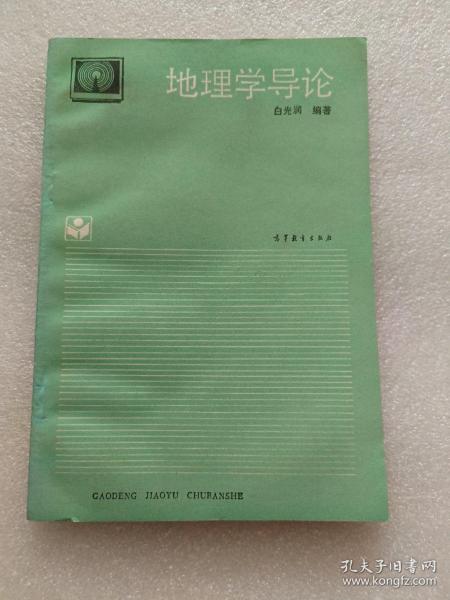 地理学导论
白光润 编著
高等教育出版社
GAODENG JIAOYU CHUBANSHE
孔夫子旧书网
www.kongfz.com